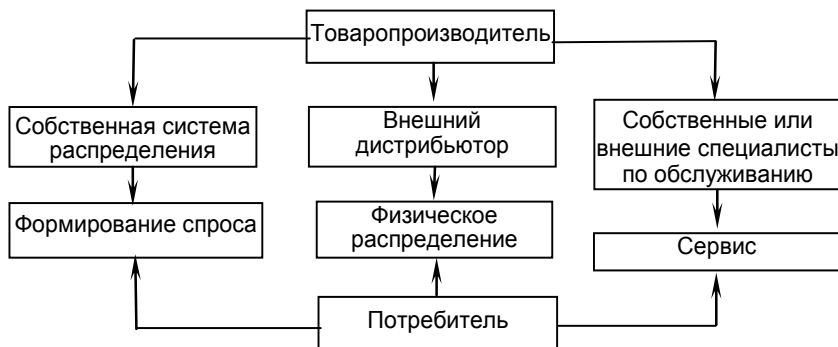 Товаропроизводитель
Собственная система
распределения
Внешний
дистрибьютор
Собственные или
внешние специалисты
по обслуживанию
Формирование спроса
Физическое
распределение
Сервис
Потребитель